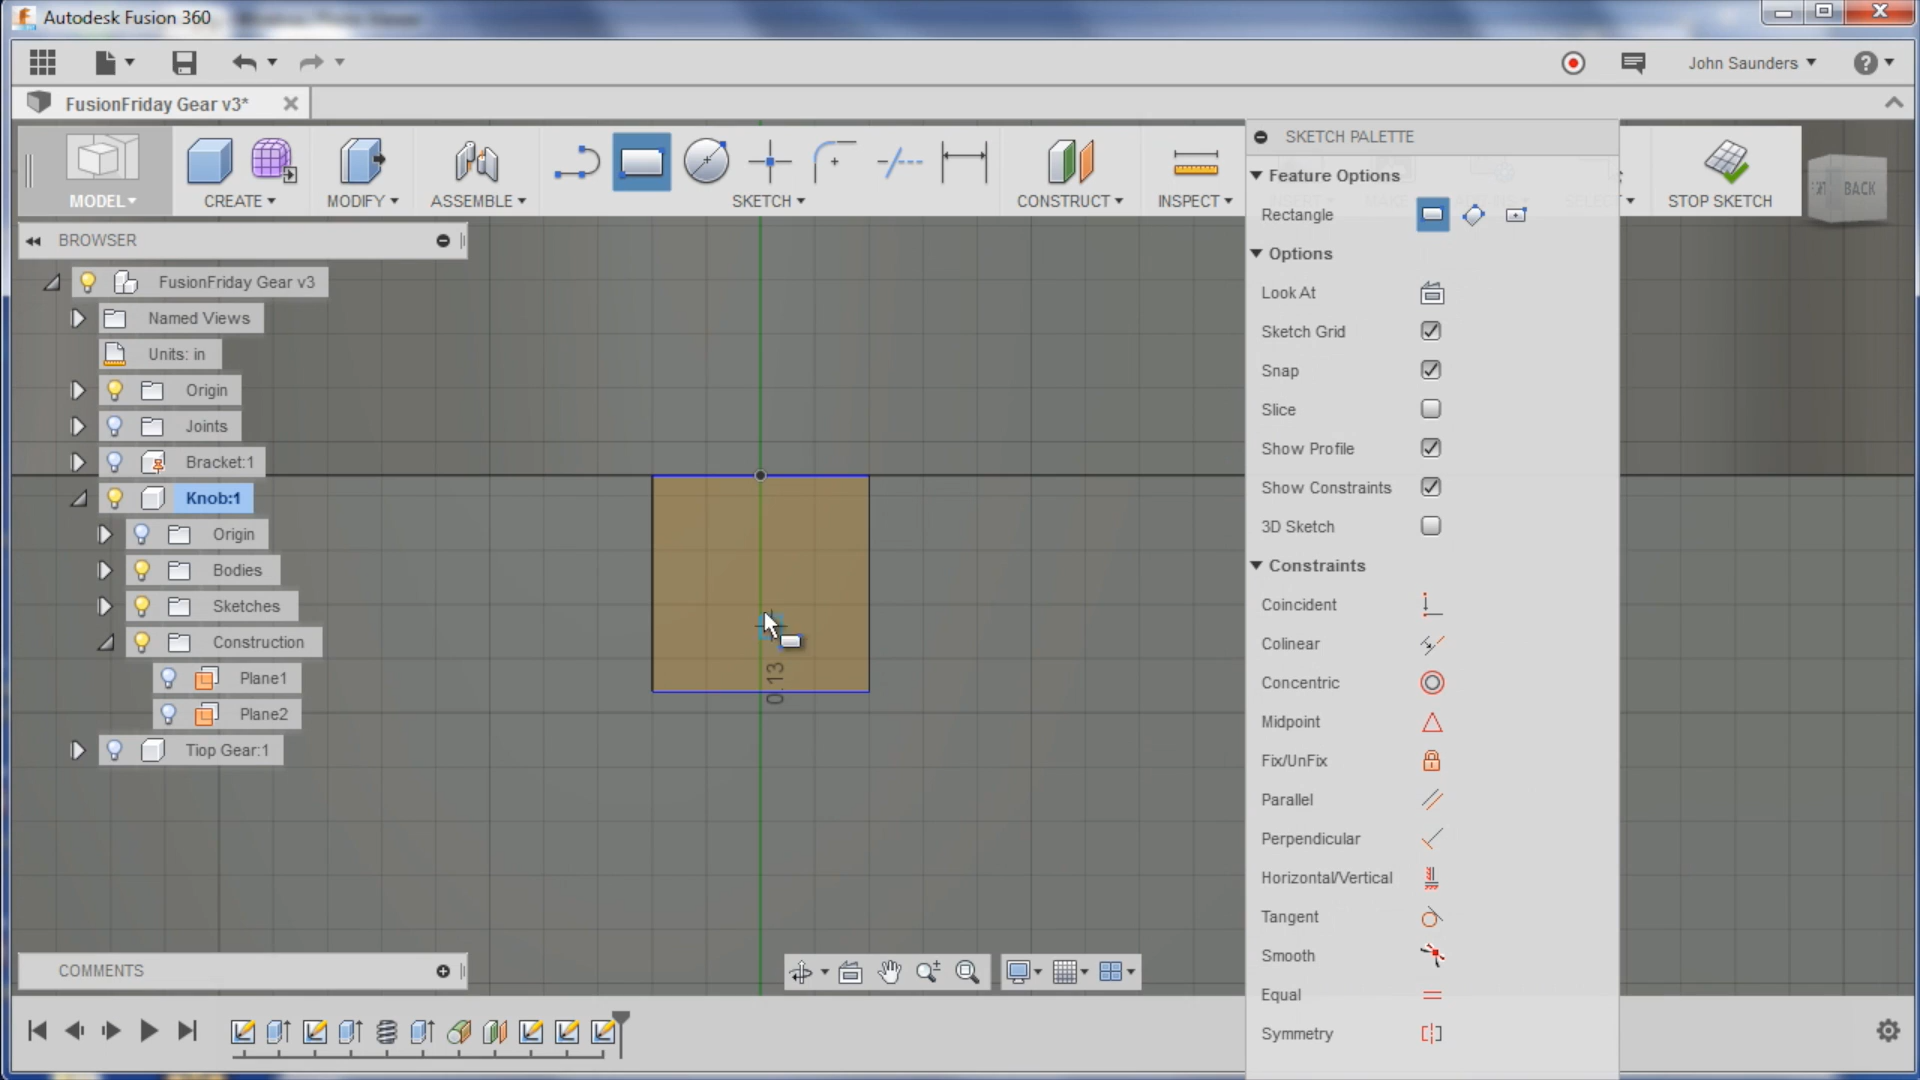 Autodesk Fusion 360
John Saunders
FusionFriday Gear v3*
MODEL
CREATE
MODIFY
ASSEMBLE
SKETCH
CONSTRUCT
INSPECT
STOP SKETCH
BACK
SKETCH PALETTE
Feature Options
Rectangle
Options
Look At
Sketch Grid
Snap
Slice
Show Profile
Show Constraints
3D Sketch
Constraints
Coincident
Colinear
Concentric
Midpoint
Fix/UnFix
Parallel
Perpendicular
Horizontal/Vertical
Tangent
Smooth
Equal
Symmetry
BROWSER
FusionFriday Gear v3
Named Views
Units: in
Origin
Joints
Bracket:1
Knob:1
Origin
Bodies
Sketches
Construction
Plane1
Plane2
Tiop Gear:1
0.13
COMMENTS